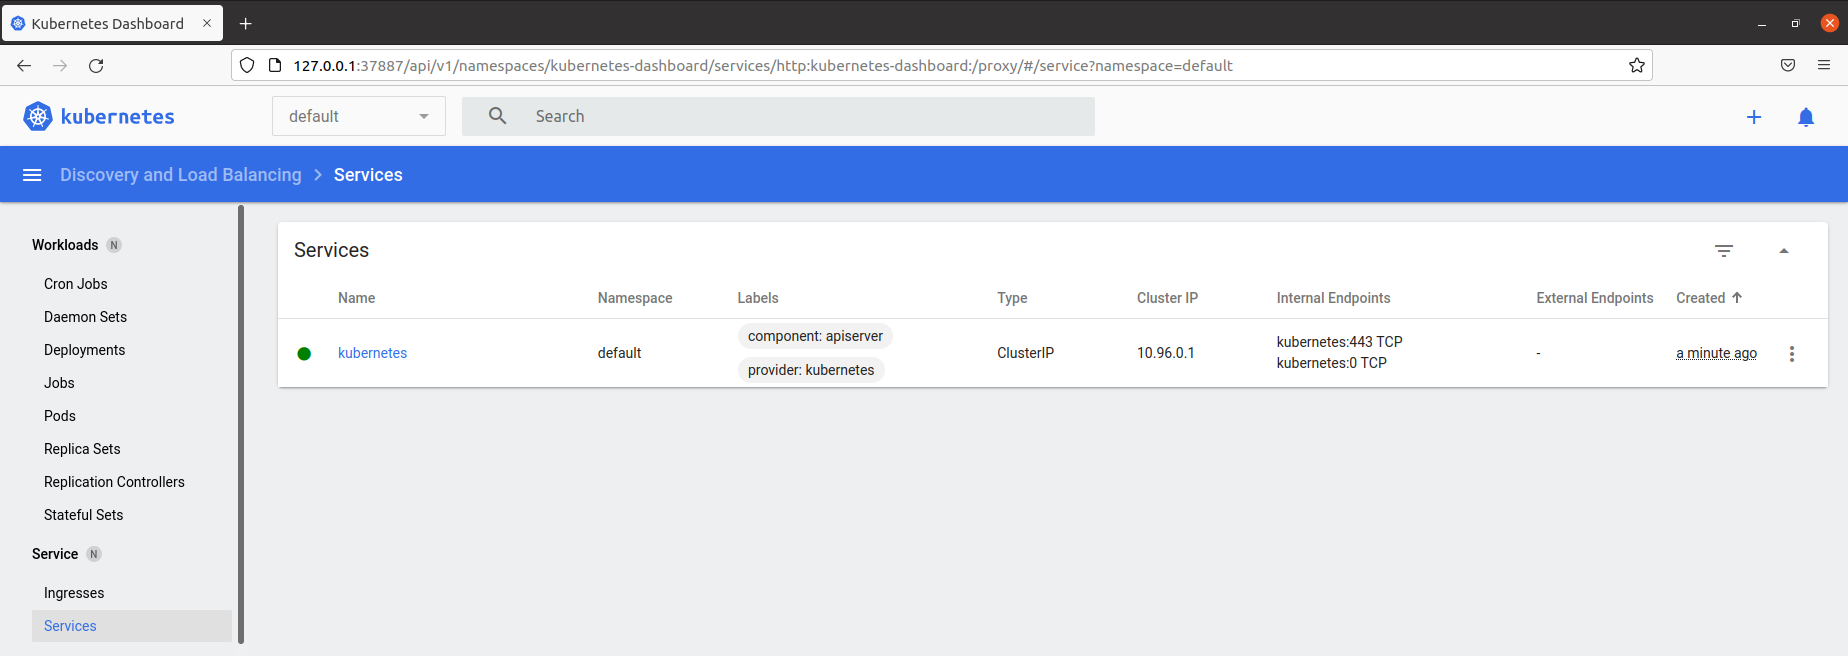 Kubernetes Dashboard
127.0.0.1:37887/api/v1/namespaces/kubernetes-dashboard/services/http:kubernetes-dashboard:/proxy/#/service?namespace=default
kubernetes
default
Search
Discovery and Load Balancing
Services
Workloads N
Cron Jobs
Daemon Sets
Deployments
Jobs
Pods
Replica Sets
Replication Controllers
Stateful Sets
Service N
Ingresses
Services
Services
Name Namespace Labels Type Cluster IP Internal Endpoints External Endpoints Created
kubernetes default component: apiserver provider: kubernetes ClusterIP 10.96.0.1 kubernetes:443 TCP kubernetes:0 TCP - a minute ago